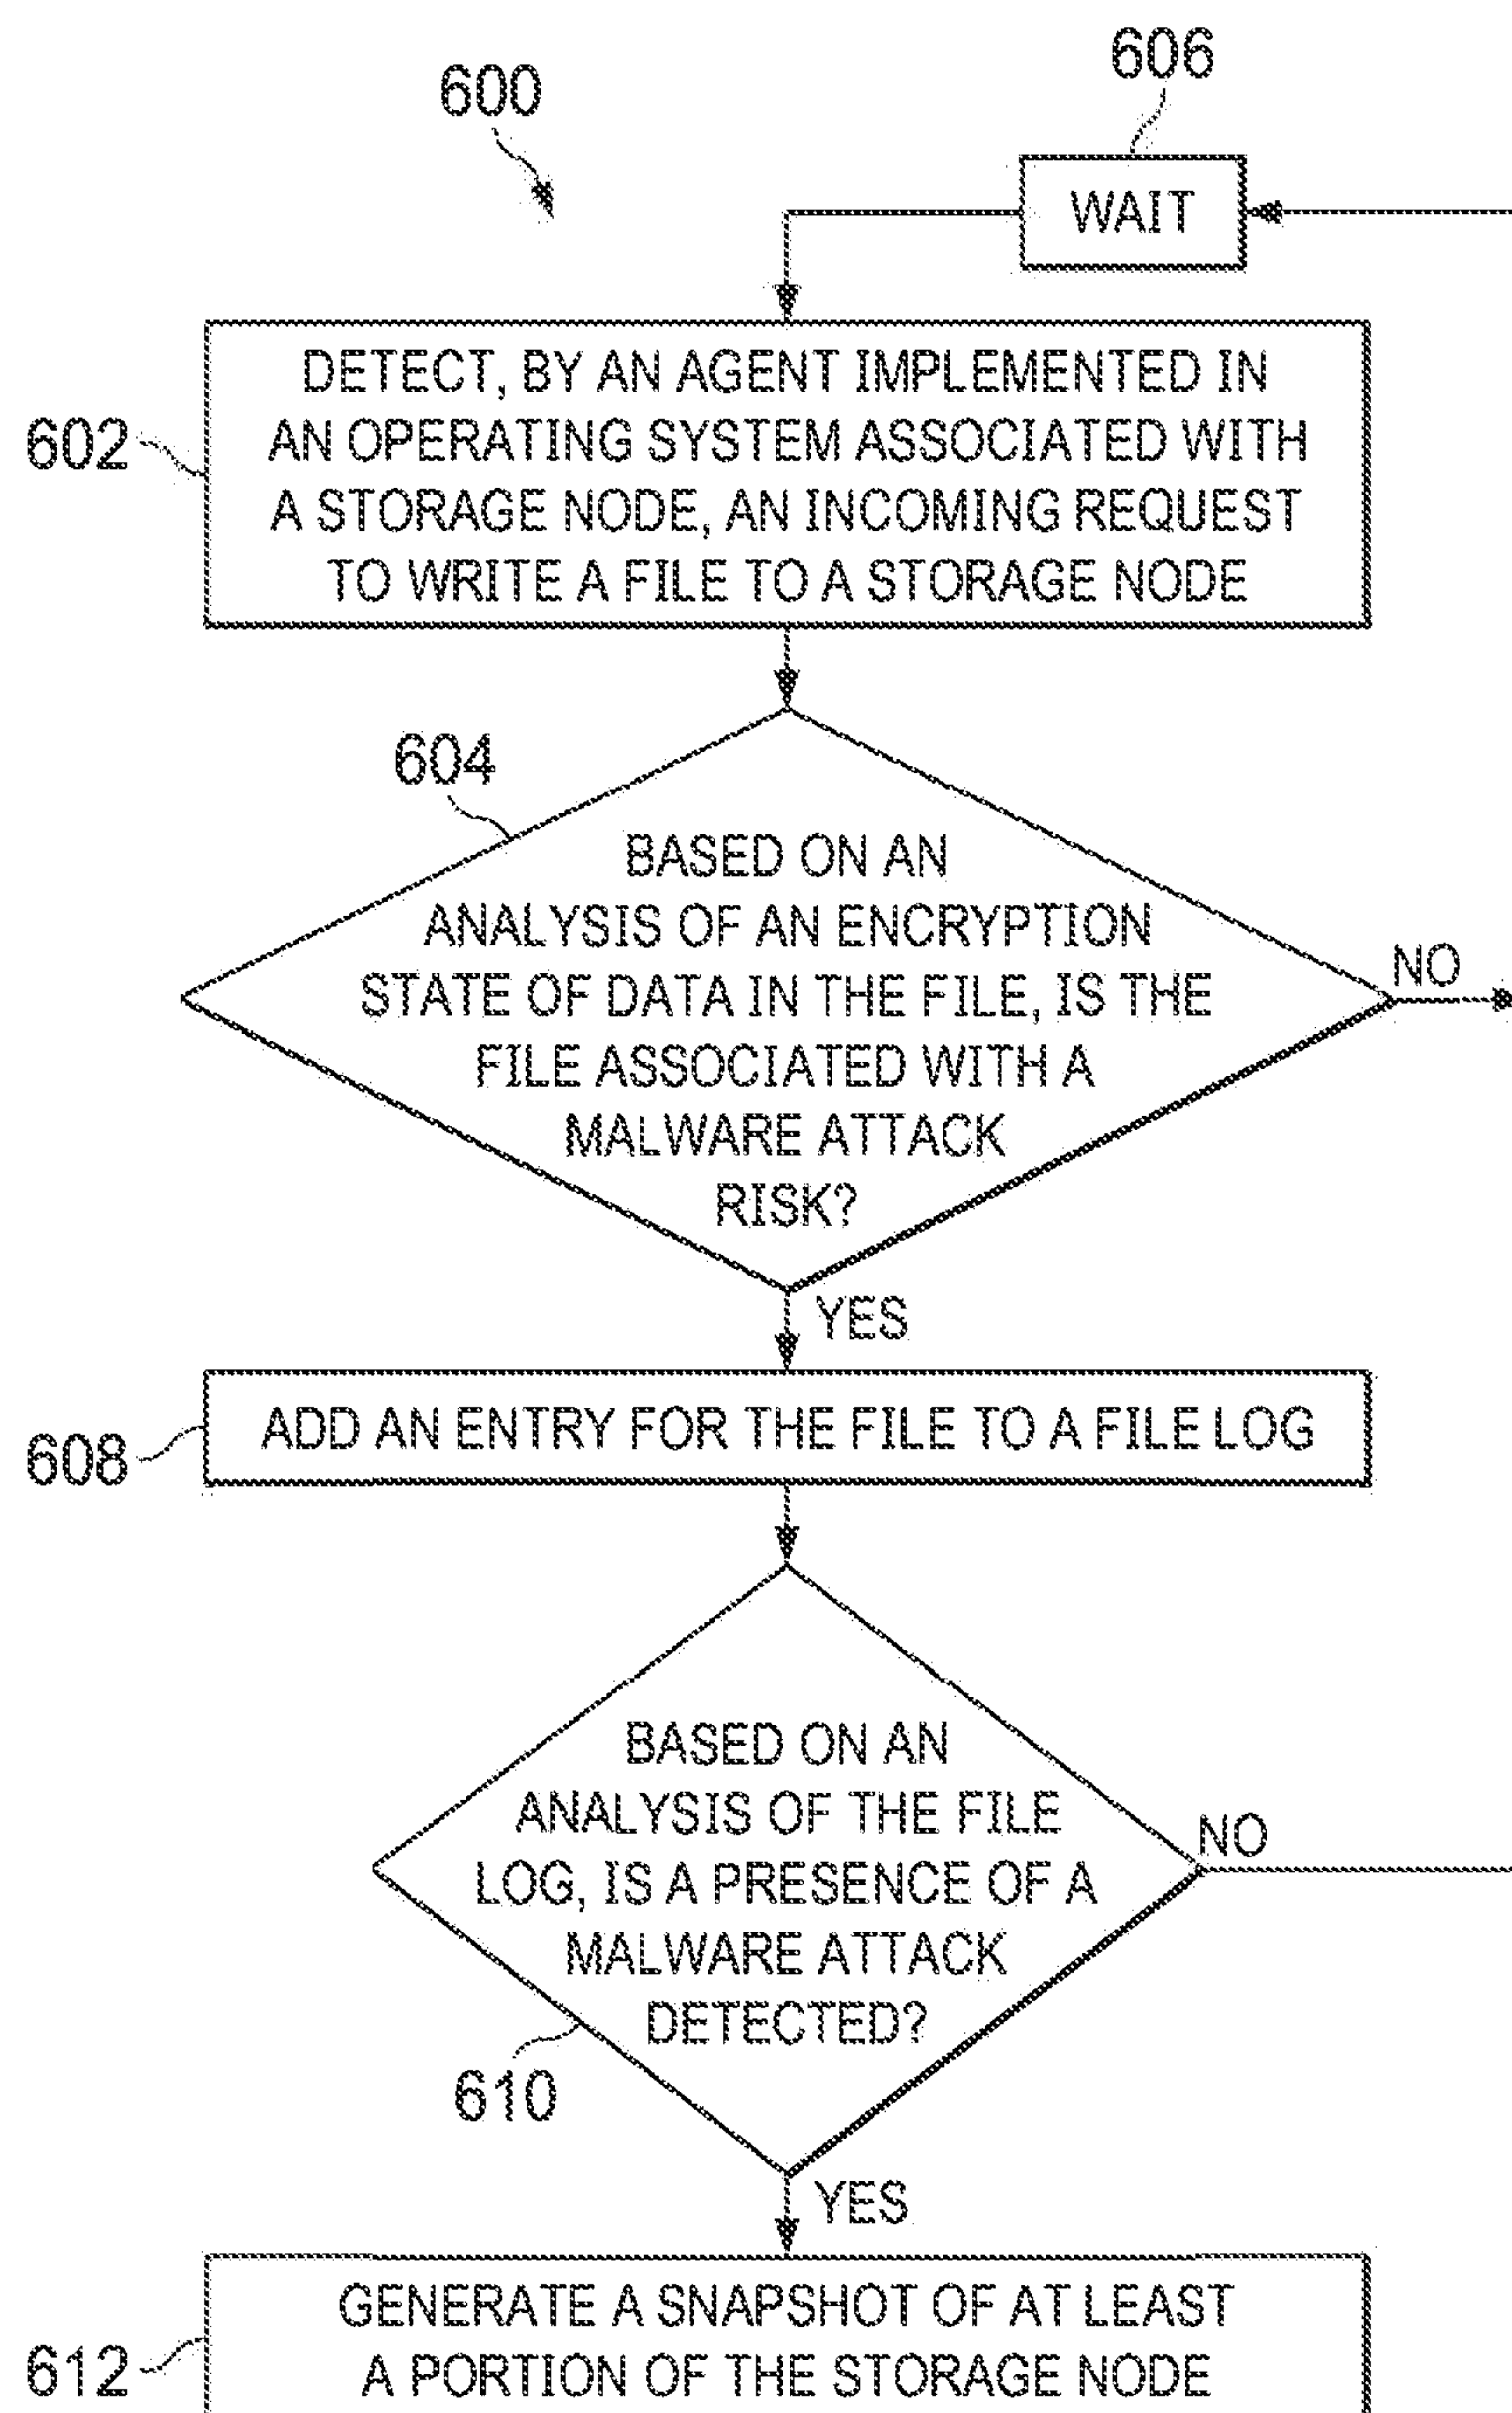 606
600
WAIT
DETECT, BY AN AGENT IMPLEMENTED IN
AN OPERATING SYSTEM ASSOCIATED WITH
A STORAGE NODE, AN INCOMING REQUEST
TO WRITE A FILE TO A STORAGE NODE
602
604
BASED ON AN
ANALYSIS OF AN ENCRYPTION
STATE OF DATA IN THE FILE, IS THE
FILE ASSOCIATED WITH A
MALWARE ATTACK
RISK?
NO
YES
ADD AN ENTRY FOR THE FILE TO A FILE LOG
608
BASED ON AN
ANALYSIS OF THE FILE
LOG, IS A PRESENCE OF A
MALWARE ATTACK
DETECTED?
NO
610
YES
GENERATE A SNAPSHOT OF AT LEAST
A PORTION OF THE STORAGE NODE
612